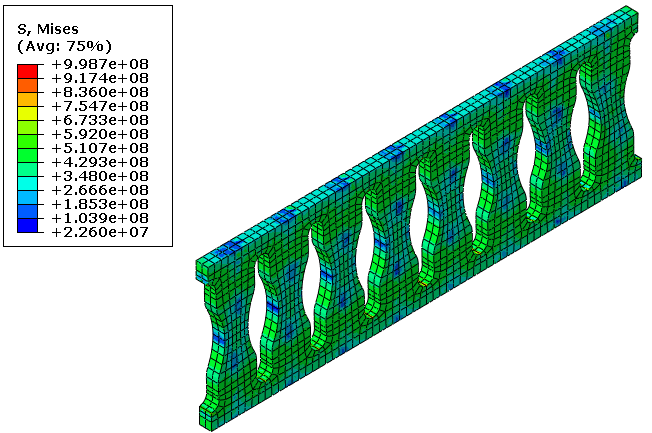 S, Mises
(Avg: 75%)
+9.987e+08
+9.174e+08
+8.360e+08
+7.547e+08
+6.733e+08
+5.920e+08
+5.107e+08
+4.293e+08
+3.480e+08
+2.666e+08
+1.853e+08
+1.039e+08
+2.260e+07